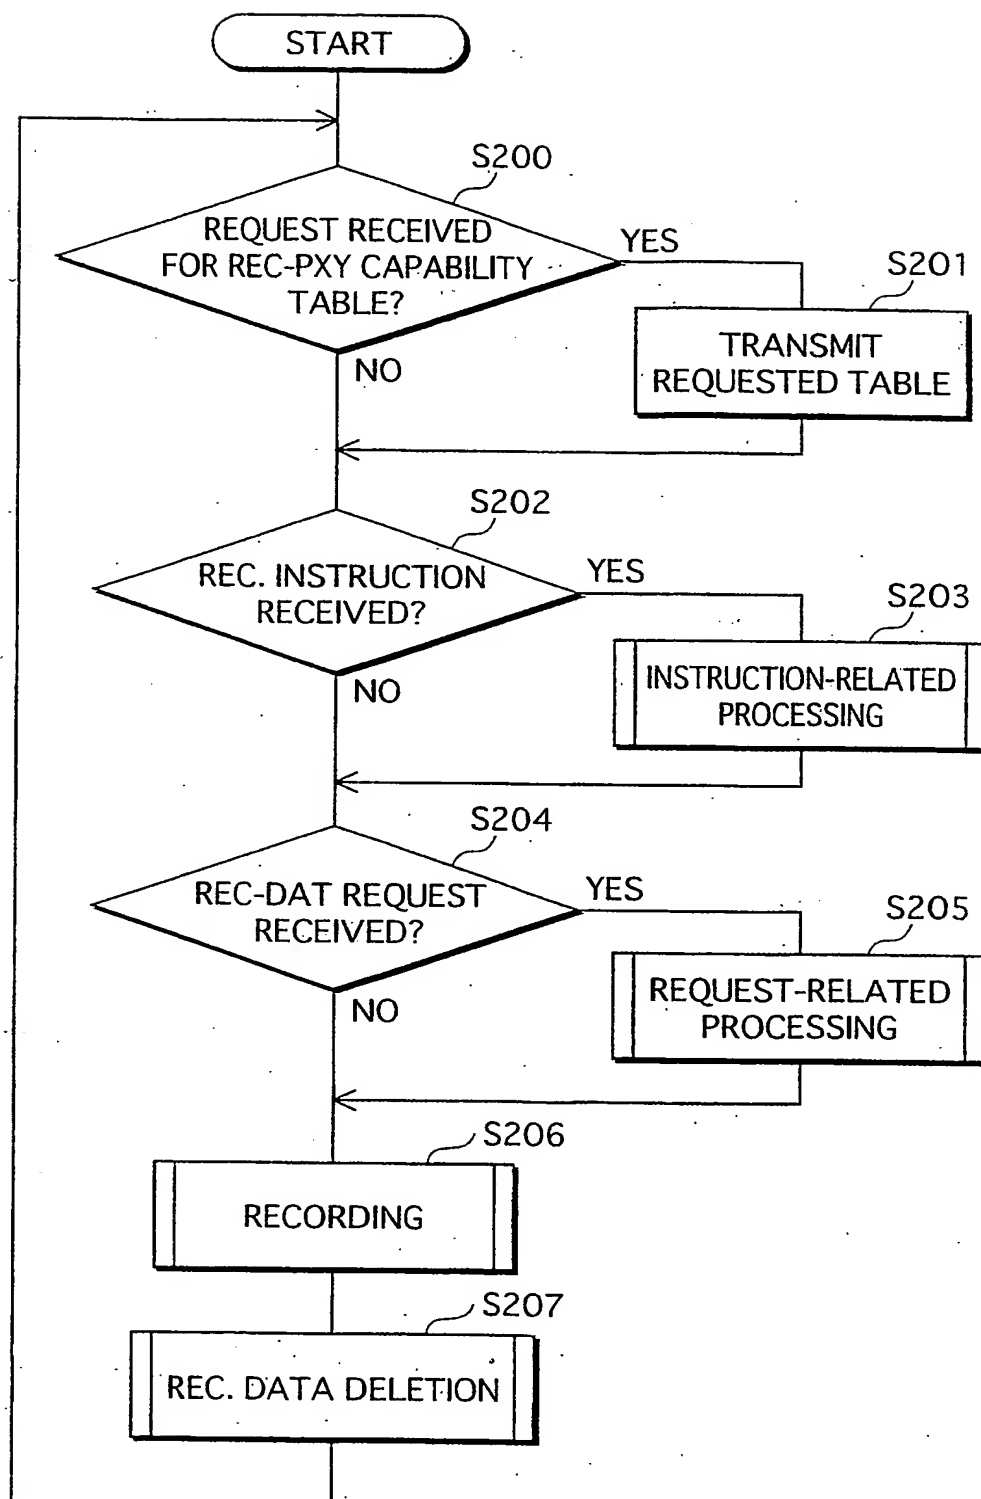 START
S200
REQUEST RECEIVED
FOR REC-PXY CAPABILITY
TABLE?
YES
NO
S201
TRANSMIT
REQUESTED TABLE
S202
REC. INSTRUCTION
RECEIVED?
YES
NO
S203
INSTRUCTION-RELATED
PROCESSING
S204
REC-DAT REQUEST
RECEIVED?
YES
NO
S205
REQUEST-RELATED
PROCESSING
S206
RECORDING
S207
REC. DATA DELETION